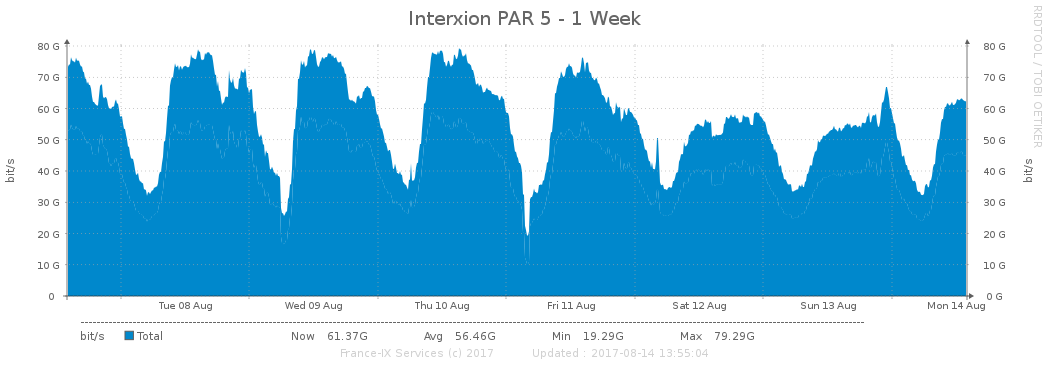 Interxion PAR 5 - 1 Week
RRDTOOL / TOBI OETIKER
bit/s
80 G
70 G
60 G
50 G
40 G
30 G
20 G
10 G
0
80 G
70 G
60 G
50 G
40 G
30 G
20 G
10 G
0 G
bit/s
Tue 08 Aug Wed 09 Aug Thu 10 Aug Fri 11 Aug Sat 12 Aug Sun 13 Aug Mon 14 Aug
bit/s Total Now 61.37G Avg 56.46G Min 19.29G Max 79.29G
France-IX Services (c) 2017 Updated : 2017-08-14 13:55:04